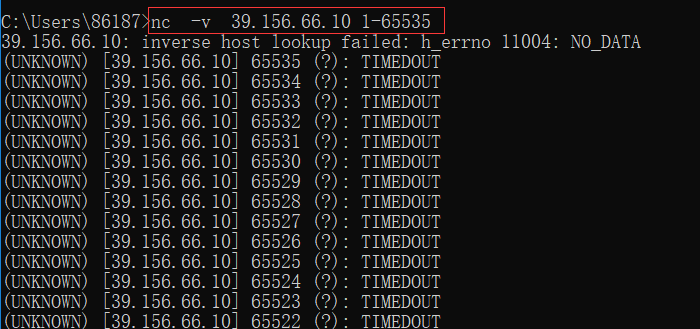 C:\Users\86187>nc  -v  39.156.66.10 1-65535
39.156.66.10: inverse host lookup failed: h_errno 11004: NO_DATA
(UNKNOWN) [39.156.66.10] 65535 (?): TIMEDOUT
(UNKNOWN) [39.156.66.10] 65534 (?): TIMEDOUT
(UNKNOWN) [39.156.66.10] 65533 (?): TIMEDOUT
(UNKNOWN) [39.156.66.10] 65532 (?): TIMEDOUT
(UNKNOWN) [39.156.66.10] 65531 (?): TIMEDOUT
(UNKNOWN) [39.156.66.10] 65530 (?): TIMEDOUT
(UNKNOWN) [39.156.66.10] 65529 (?): TIMEDOUT
(UNKNOWN) [39.156.66.10] 65528 (?): TIMEDOUT
(UNKNOWN) [39.156.66.10] 65527 (?): TIMEDOUT
(UNKNOWN) [39.156.66.10] 65526 (?): TIMEDOUT
(UNKNOWN) [39.156.66.10] 65525 (?): TIMEDOUT
(UNKNOWN) [39.156.66.10] 65524 (?): TIMEDOUT
(UNKNOWN) [39.156.66.10] 65523 (?): TIMEDOUT
(UNKNOWN) [39.156.66.10] 65522 (?): TIMEDOUT